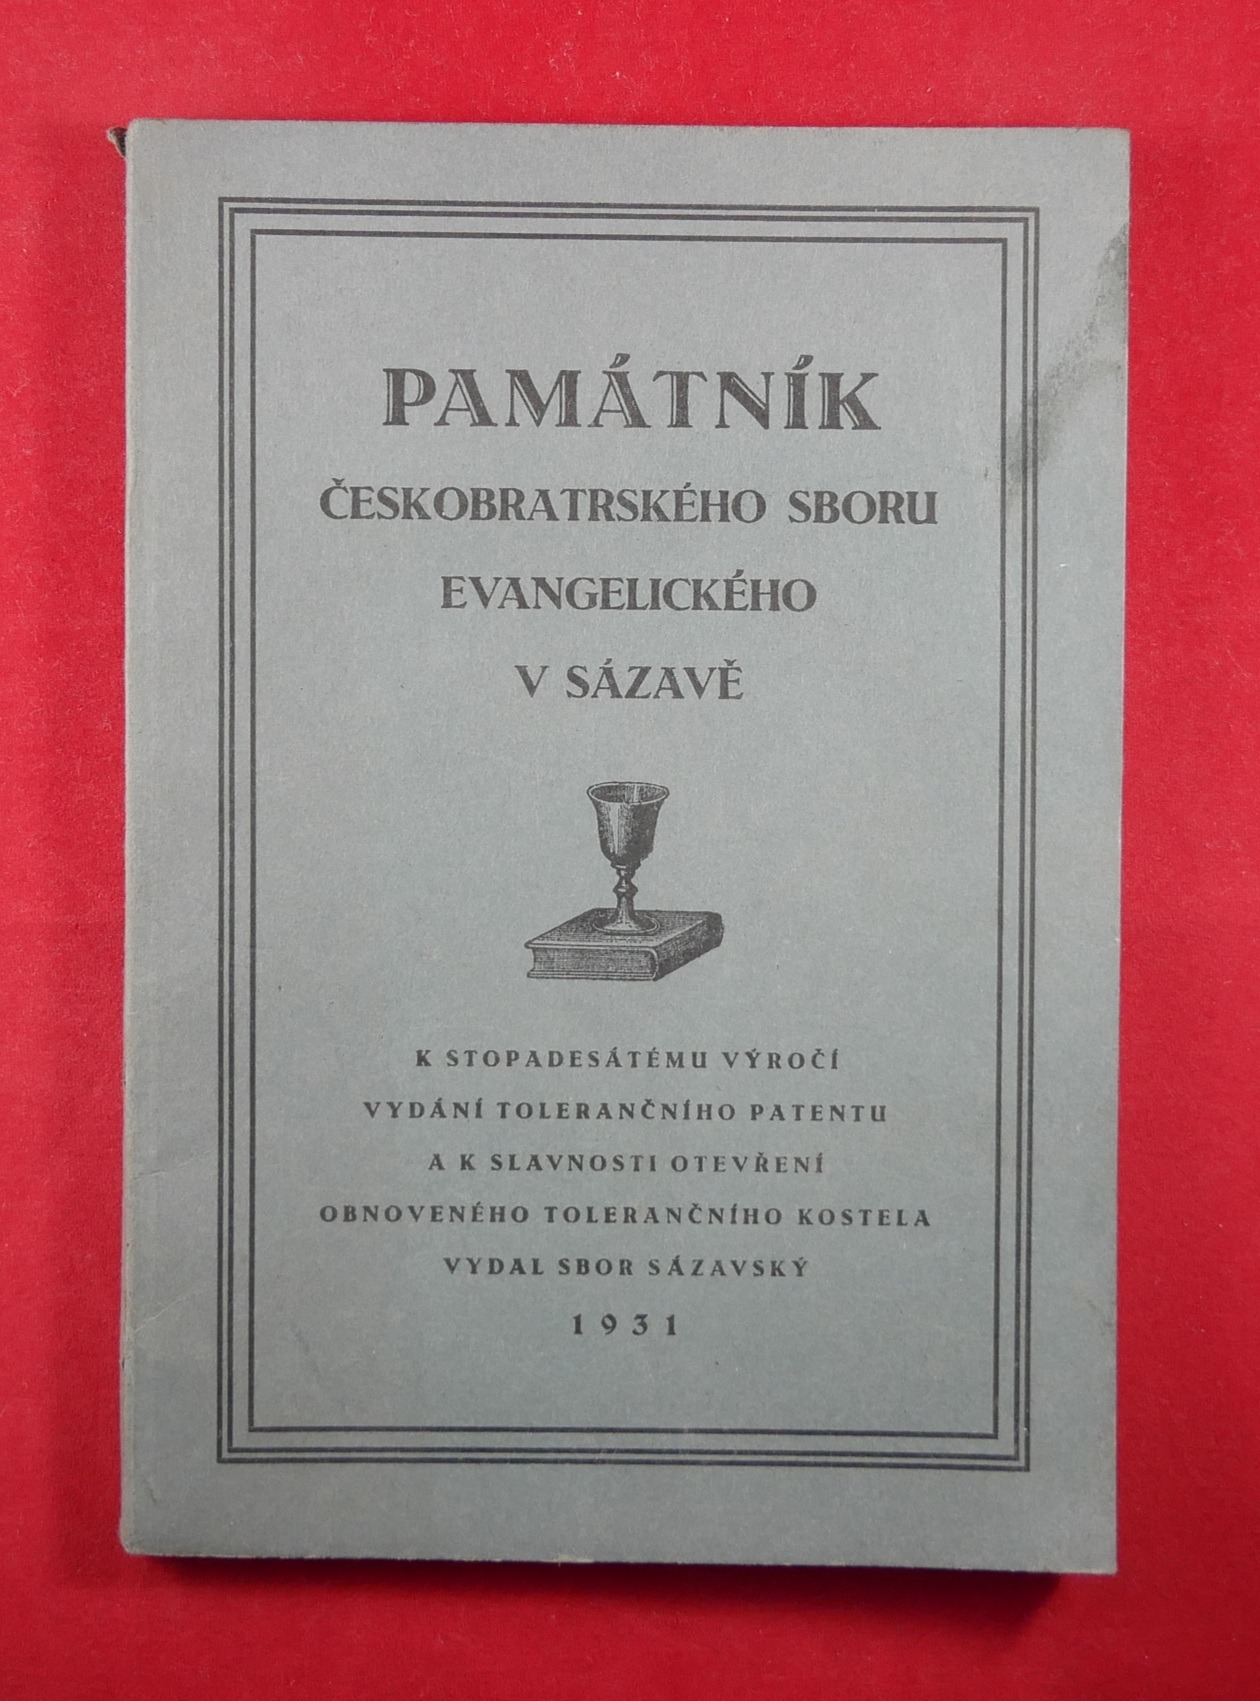 PAMÁTNÍK
ČESKOBRATRSKÉHO SBORU
EVANGELICKÉHO
V SÁZAVĚ
K STOPADESÁTÉMU VÝROČÍ
VYDÁNÍ TOLERANČNÍHO PATENTU
A K SLAVNOSTI OTEVŘENÍ
OBNOVENÉHO TOLERANČNÍHO KOSTELA
VYDAL SBOR SÁZAVSKÝ
1931